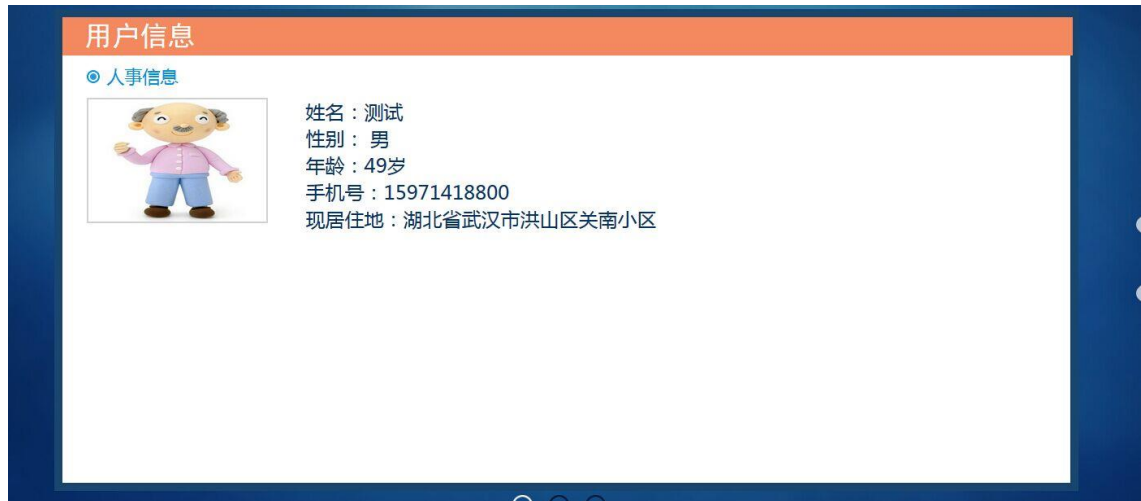 用户信息
人事信息
姓名：测试
性别： 男
年龄：49岁
手机号：15971418800
现居住地：湖北省武汉市洪山区关南小区